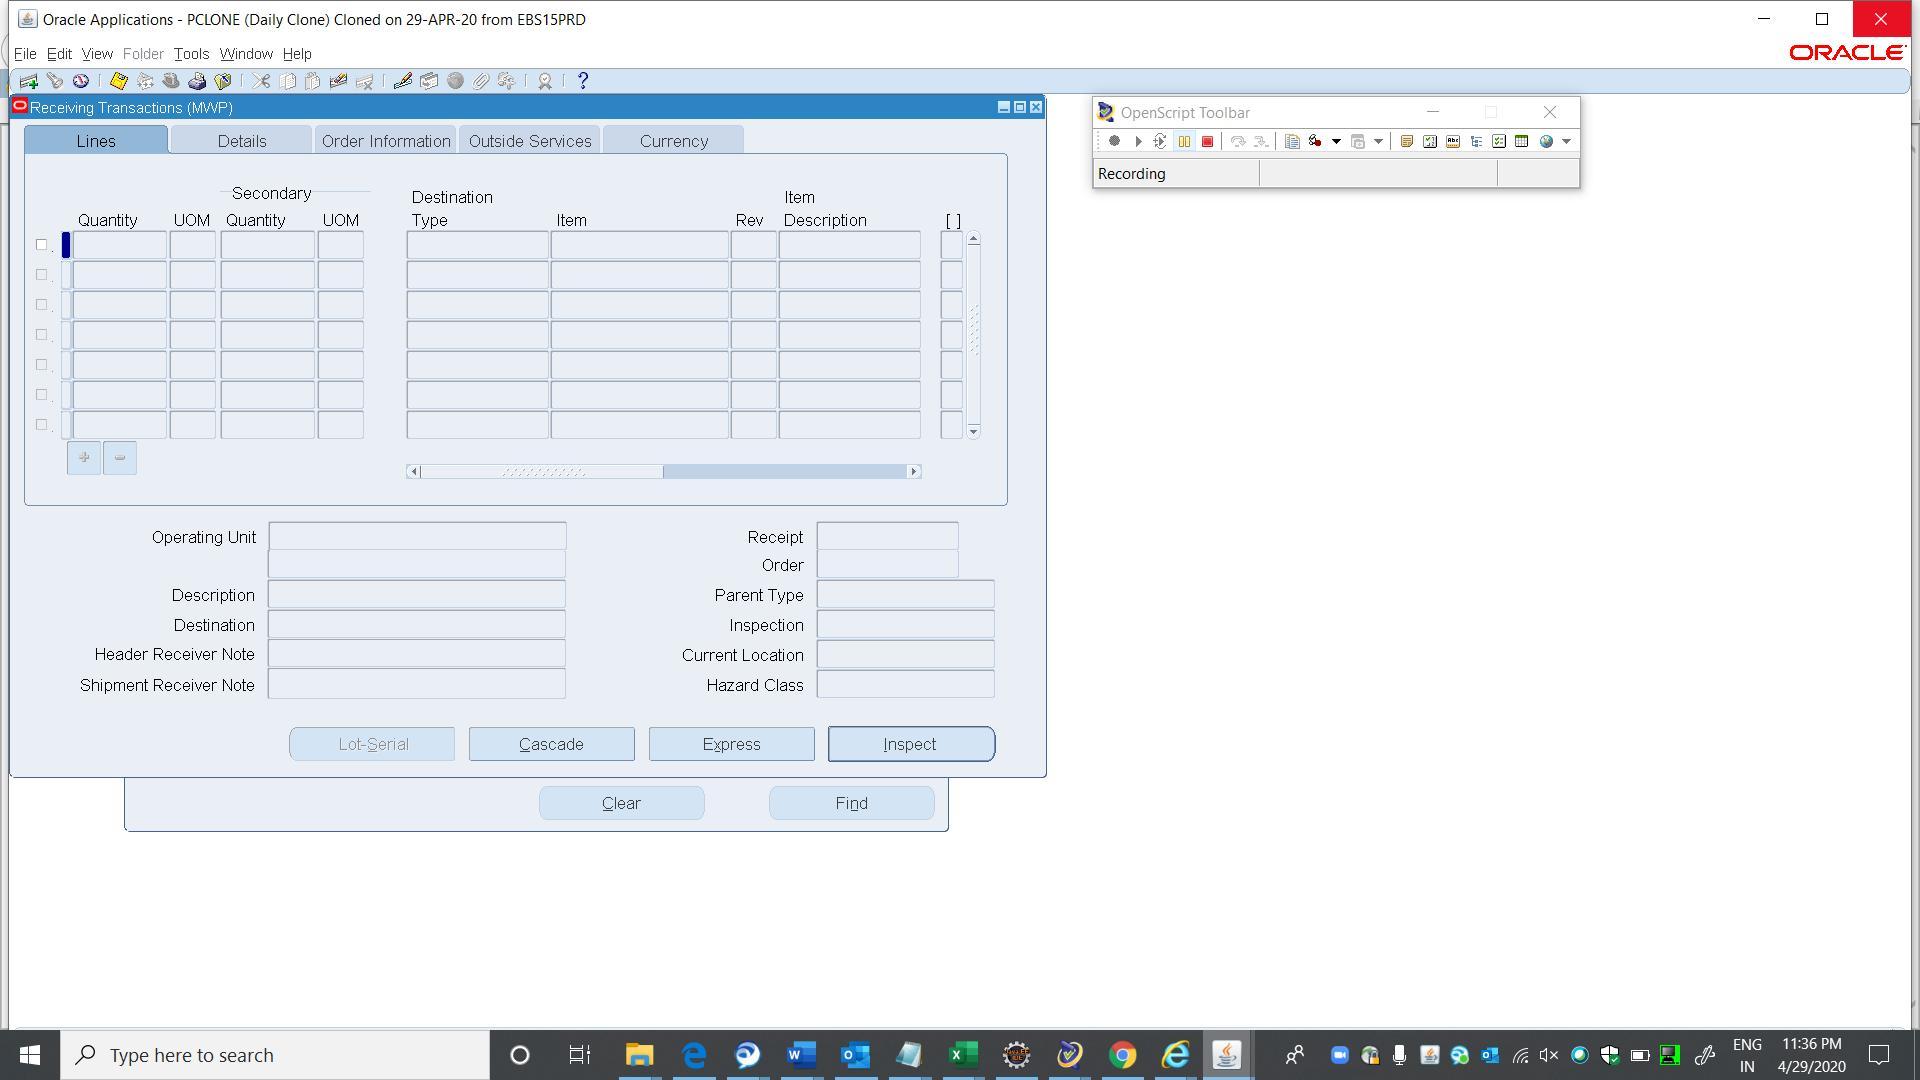 Oracle Applications - PCLONE (Daily Clone) Cloned on 29-APR-20 from EBS15PRD
File Edit View Folder Tools Window Help
ORACLE
Receiving Transactions (MWP)
OpenScript Toolbar
Lines Details Order Information Outside Services Currency
Recording
Secondary Destination Item
Quantity UOM Quantity UOM Type Item Rev Description [ ]
Operating Unit Receipt
Order
Description Parent Type
Destination Inspection
Header Receiver Note Current Location
Shipment Receiver Note Hazard Class
Lot-Serial Cascade Express Inspect
Clear Find
Type here to search
ENG 11:36 PM
IN 4/29/2020